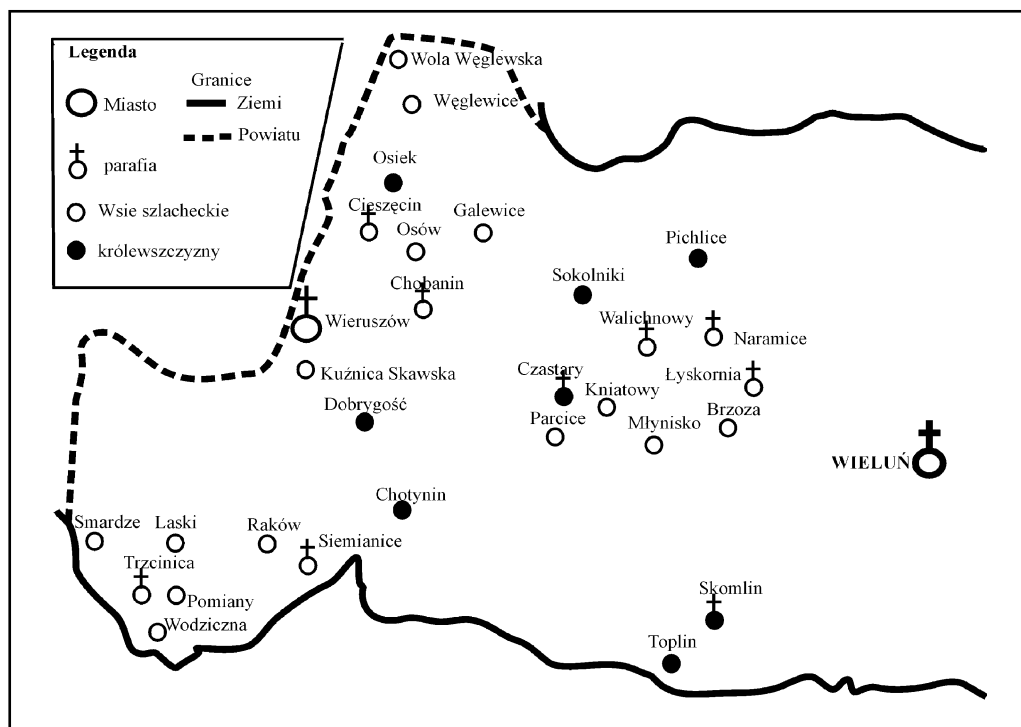 Legenda
Miasto
Granice
Ziemi
Powiatu
parafia
Wsie szlacheckie
królewszczyzny
Wola Węglewska
Węglewice
Osiek
Cieszęcin
Osów
Galewice
Chobanin
Wieruszów
Kuźnica Skawska
Dobrygość
Pichlice
Sokolniki
Walichnowy
Naramice
Czastary
Kniatowy
Łyskornia
Parcice
Młynisko
Brzoza
WIELUŃ
Chotynin
Smardze
Laski
Raków
Siemianice
Trzcinica
Pomiany
Wodziczna
Skomlin
Toplin